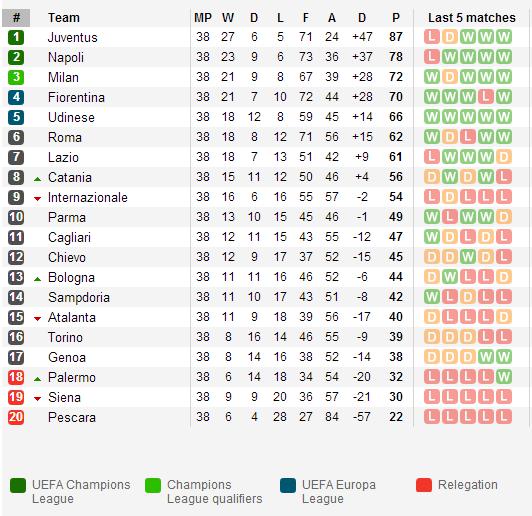 # Team MP W D L F A D P Last 5 matches
1 Juventus 38 27 6 5 71 24 +47 87 L D W W W
2 Napoli 38 23 9 6 73 36 +37 78 L W W W W
3 Milan 38 21 9 8 67 39 +28 72 W D W W W
4 Fiorentina 38 21 7 10 72 44 +28 70 W W W L W
5 Udinese 38 18 12 8 59 45 +14 66 W W W W W
6 Roma 38 18 8 12 71 56 +15 62 W D L W W
7 Lazio 38 18 7 13 51 42 +9 61 L W W W D
8 Catania 38 15 11 12 50 46 +4 56 D W D W L
9 Internazionale 38 16 6 16 55 57 -2 54 L D L L L
10 Parma 38 13 10 15 45 46 -1 49 W L W W D
11 Cagliari 38 12 11 15 43 55 -12 47 W D L D L
12 Chievo 38 12 9 17 37 52 -15 45 D D W D L
13 Bologna 38 11 11 16 46 52 -6 44 D W L L D
14 Sampdoria 38 11 10 17 43 51 -8 42 W L D L L
15 Atalanta 38 11 9 18 39 56 -17 40 D L L L D
16 Torino 38 8 16 14 46 55 -9 39 D D D L L
17 Genoa 38 8 14 16 38 52 -14 38 D D D W W
18 Palermo 38 6 14 18 34 54 -20 32 L L L L W
19 Siena 38 9 9 20 36 57 -21 30 L L L L L
20 Pescara 38 6 4 28 27 84 -57 22 L L L L L
UEFA Champions League
Champions League qualifiers
UEFA Europa League
Relegation